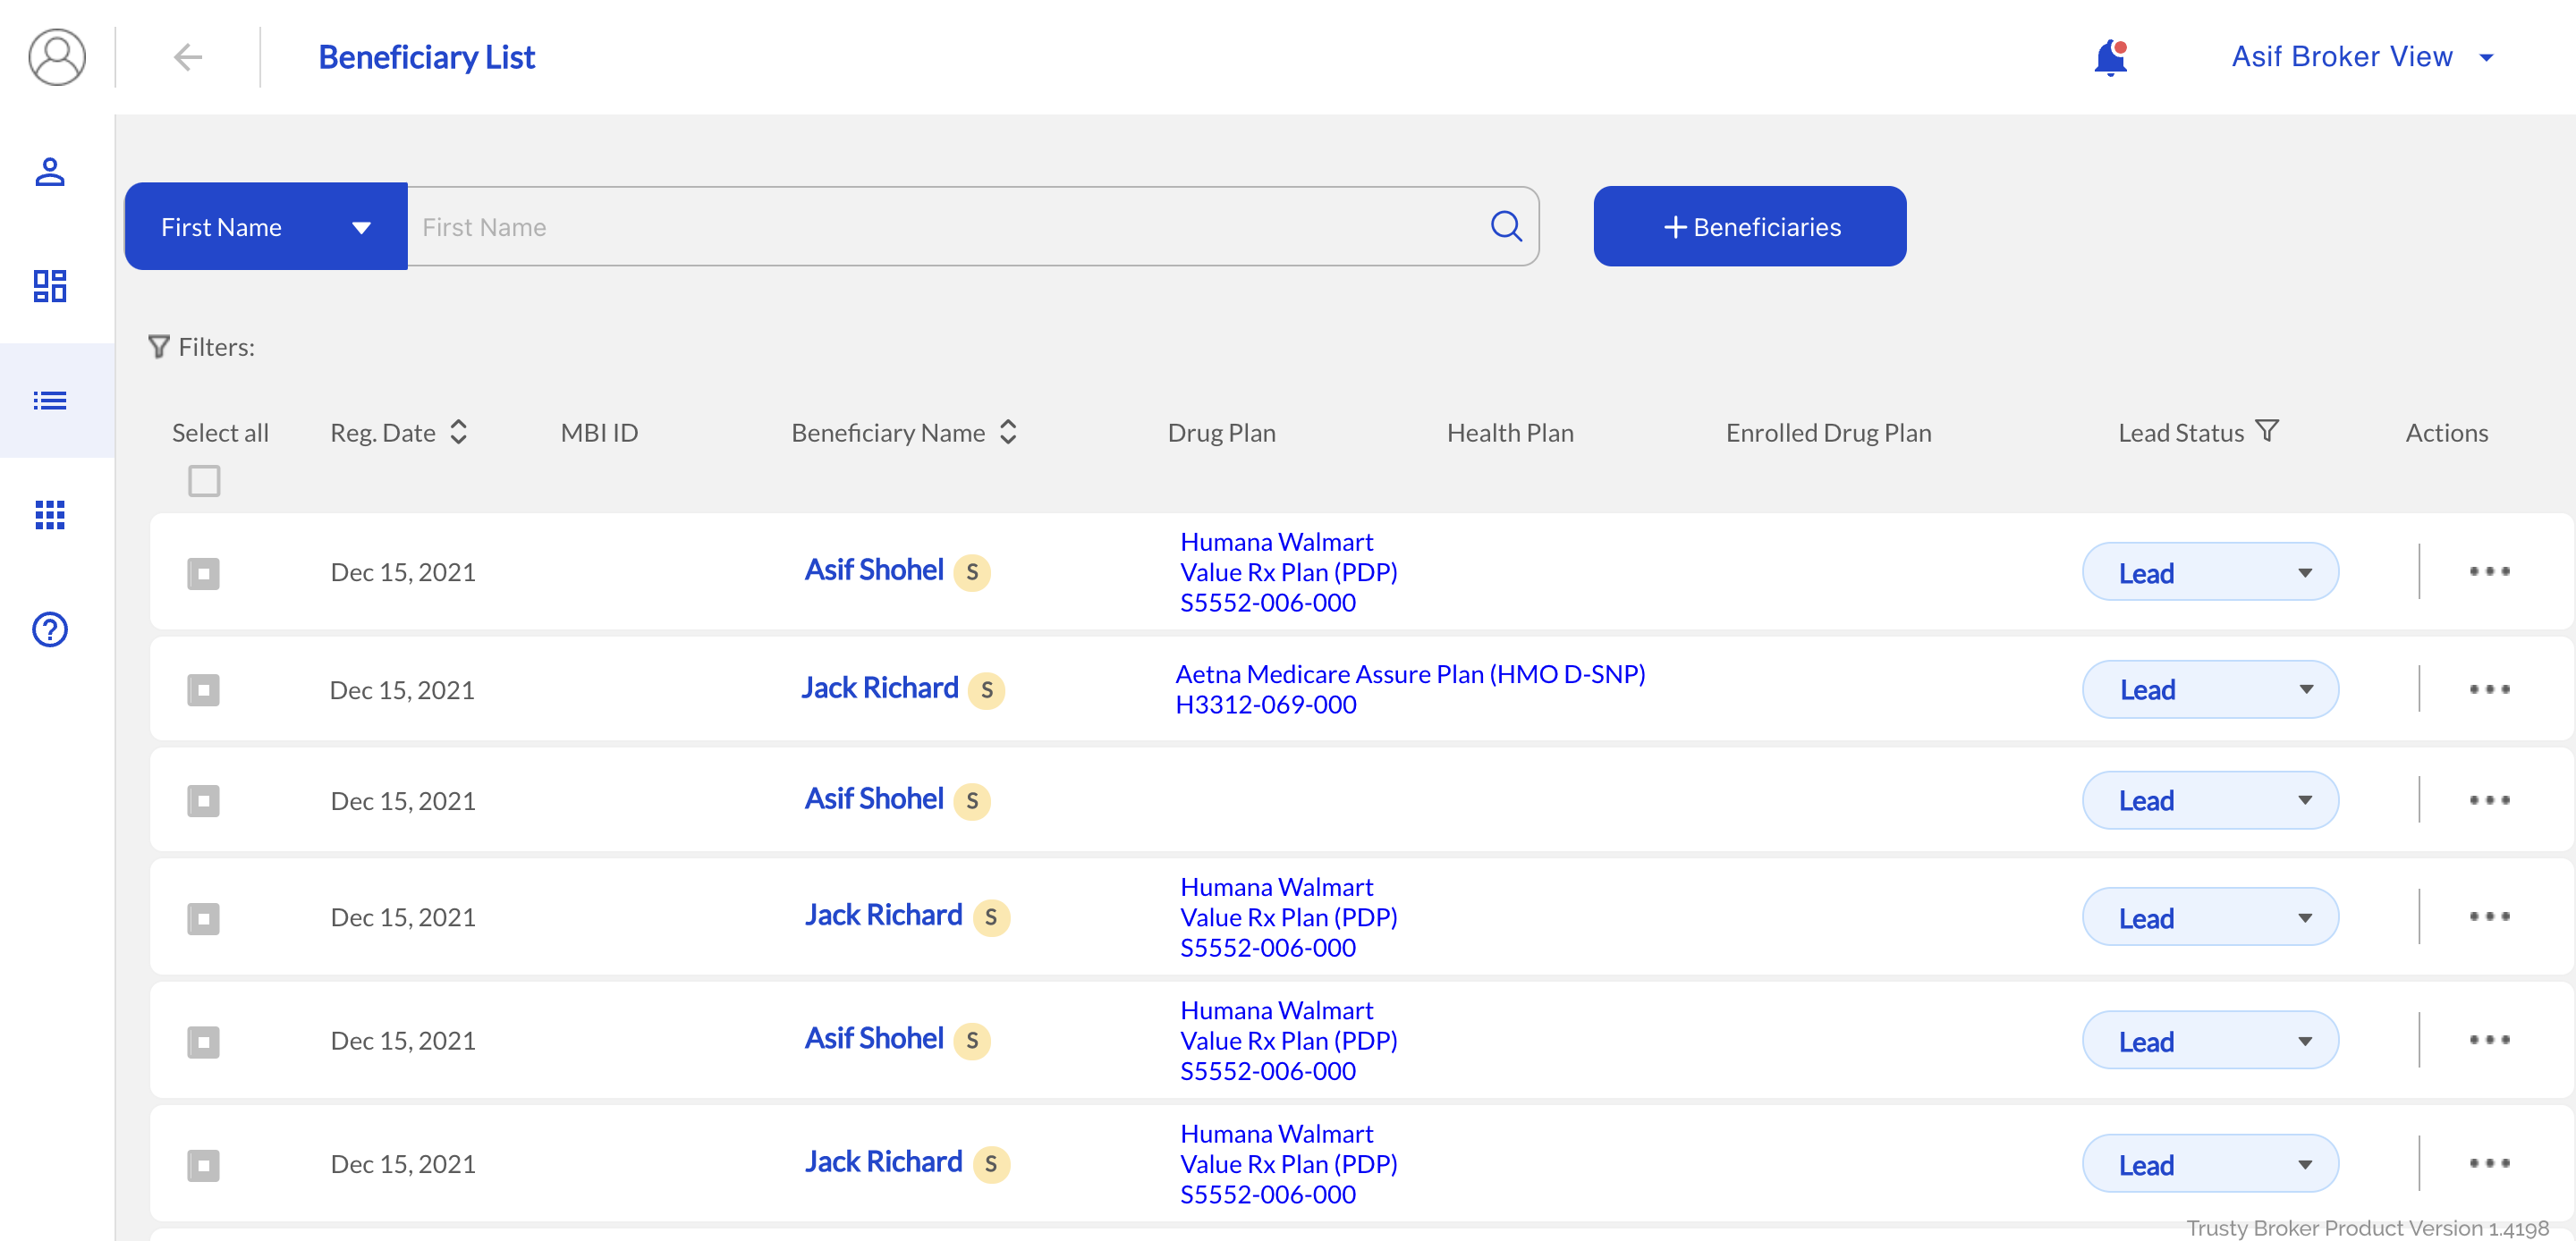 Beneficiary List
Asif Broker View
First Name
First Name
+ Beneficiaries
Filters:
Select all
Reg. Date
MBI ID
Beneficiary Name
Drug Plan
Health Plan
Enrolled Drug Plan
Lead Status
Actions
Dec 15, 2021
Asif Shohel S
Humana Walmart
Value Rx Plan (PDP)
S5552-006-000
Lead
Dec 15, 2021
Jack Richard S
Aetna Medicare Assure Plan (HMO D-SNP)
H3312-069-000
Lead
Dec 15, 2021
Asif Shohel S
Lead
Dec 15, 2021
Jack Richard S
Humana Walmart
Value Rx Plan (PDP)
S5552-006-000
Lead
Dec 15, 2021
Asif Shohel S
Humana Walmart
Value Rx Plan (PDP)
S5552-006-000
Lead
Dec 15, 2021
Jack Richard S
Humana Walmart
Value Rx Plan (PDP)
S5552-006-000
Lead
Trusty Broker Product Version 1.4198